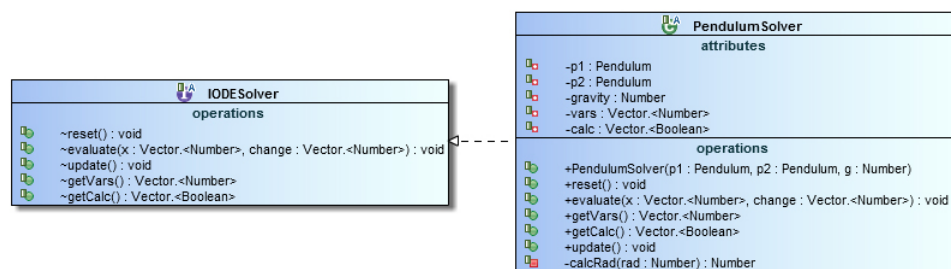 IODESolver
operations
~reset() : void
~evaluate(x : Vector.<Number>, change : Vector.<Number>) : void
~update() : void
~getVars() : Vector.<Number>
~getCalc() : Vector.<Boolean>
PendulumSolver
attributes
-p1 : Pendulum
-p2 : Pendulum
-gravity : Number
-vars : Vector.<Number>
-calc : Vector.<Boolean>
operations
+PendulumSolver(p1 : Pendulum, p2 : Pendulum, g : Number)
+reset() : void
+evaluate(x : Vector.<Number>, change : Vector.<Number>) : void
+getVars() : Vector.<Number>
+getCalc() : Vector.<Boolean>
+update() : void
-calcRad(rad : Number) : Number